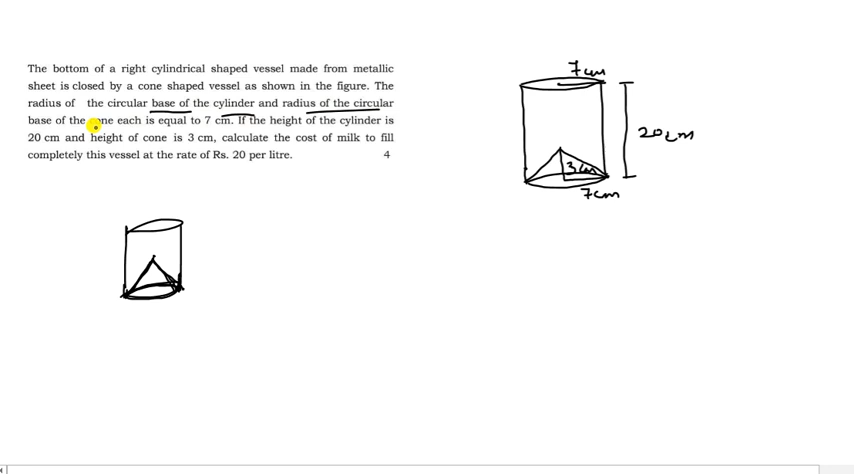 The bottom of a right cylindrical shaped vessel made from metallic
sheet is closed by a cone shaped vessel as shown in the figure. The
radius of the circular base of the cylinder and radius of the circular
base of the cone each is equal to 7 cm. If the height of the cylinder is
20 cm and height of cone is 3 cm, calculate the cost of milk to fill
completely this vessel at the rate of Rs. 20 per litre. 4
7cm
20cm
3cm
7cm